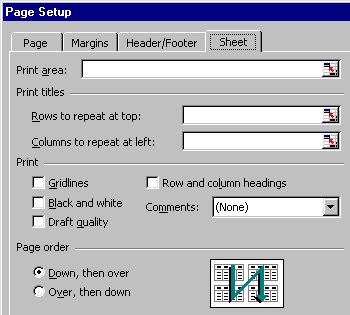 Page Setup
Page Margins Header/Footer Sheet
Print area:
Print titles
Rows to repeat at top:
Columns to repeat at left:
Print
Gridlines Row and column headings
Black and white Comments: (None)
Draft quality
Page order
Down, then over
Over, then down